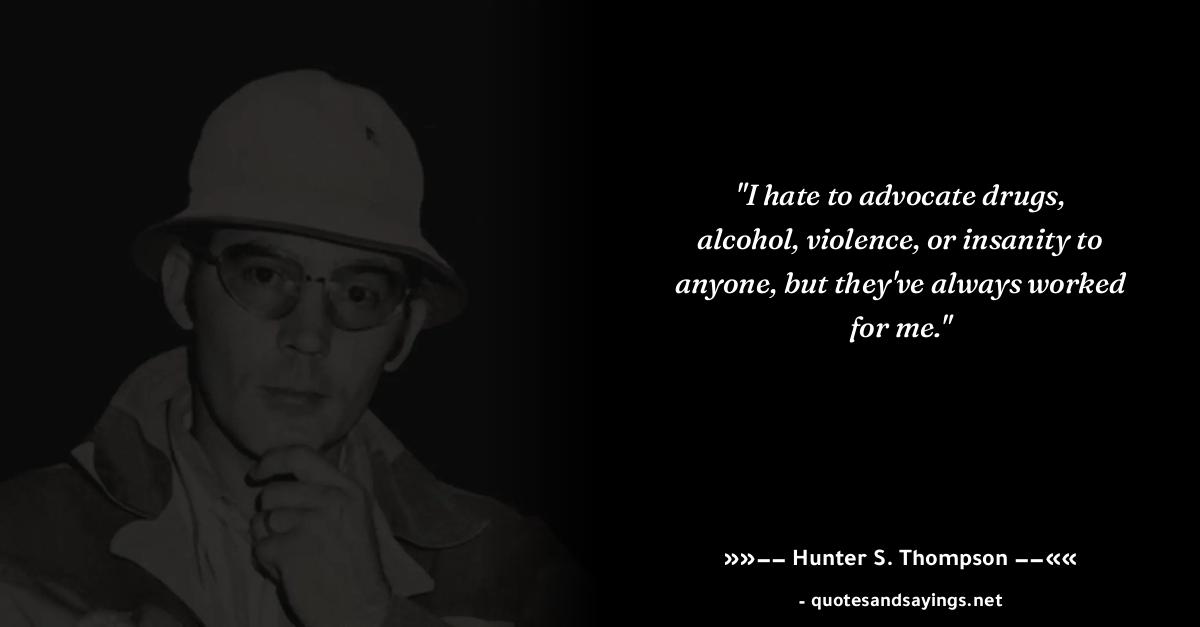 "I hate to advocate drugs,
alcohol, violence, or insanity to
anyone, but they've always worked
for me."
»»−− Hunter S. Thompson −−««
- quotesandsayings.net